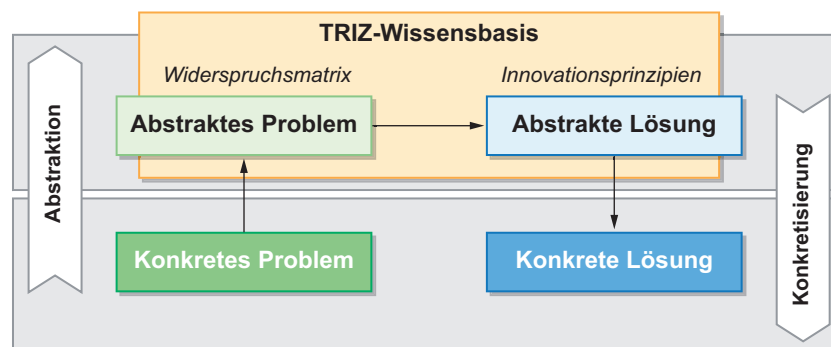 TRIZ-Wissensbasis
Widerspruchsmatrix
Innovationsprinzipien
Abstraktion
Abstraktes Problem
Abstrakte Lösung
Konkretisierung
Konkretes Problem
Konkrete Lösung